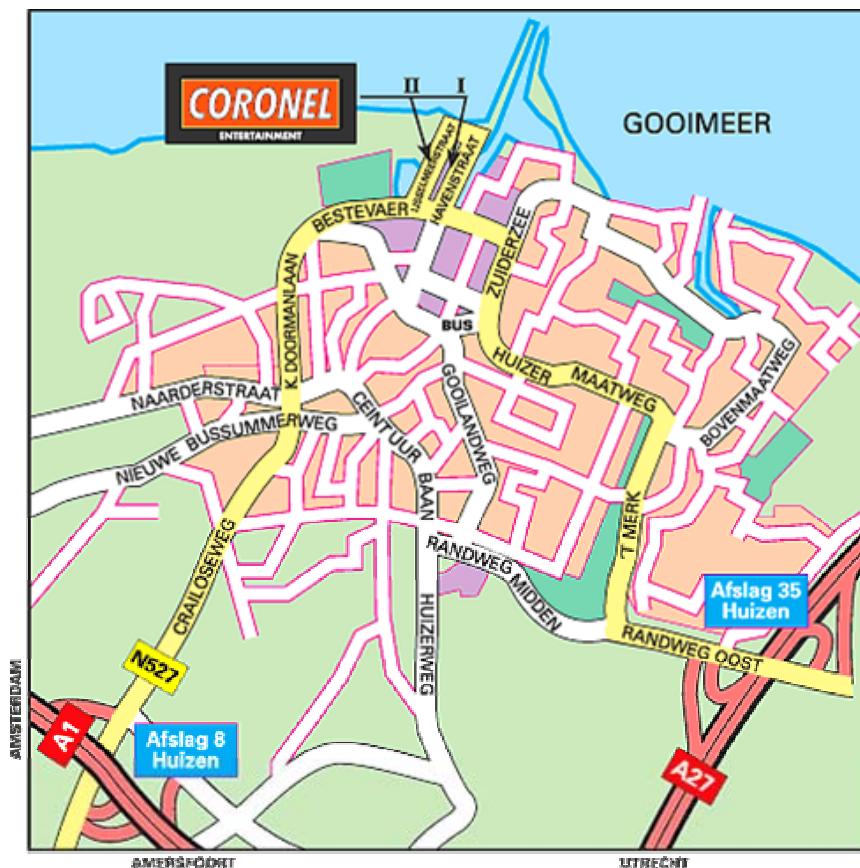 II I
CORONEL
ENTERTAINMENT
GOOIMEER
IJSSELMEERSTRAAT
HAVENSTRAAT
BESTEVAER
ZUIDERZEE
K. DOORMANLAAN
BUS
HUIZER MAATWEG
GOOILANDWEG
BOVENMAATWEG
NAARDERSTRAAT
CEINTUUR BAAN
NIEUWE BUSSUMMERWEG
'T MERK
CRAILOSEWEG
RANDWEG MIDDEN
Afslag 35
Huizen
HUIZERWEG
RANDWEG OOST
N527
AMSTERDAM
A1
Afslag 8
Huizen
A27
AMERSFOORT
UTRECHT